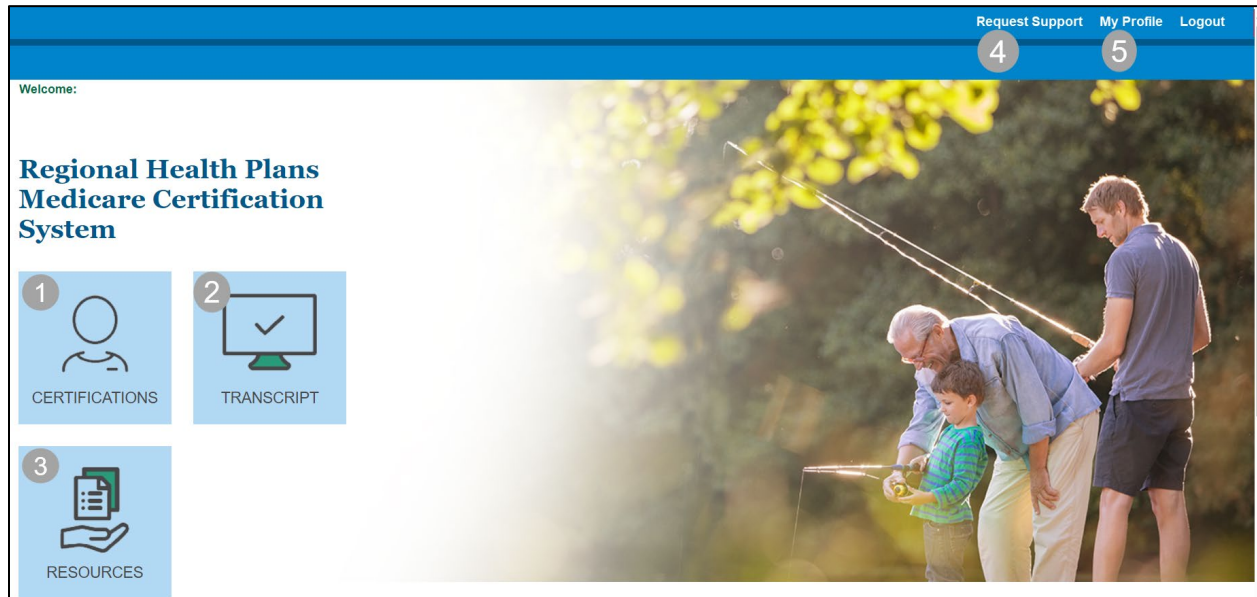 Request Support My Profile Logout
4 5
Welcome:
Regional Health Plans
Medicare Certification
System
1 2
CERTIFICATIONS TRANSCRIPT
3
RESOURCES